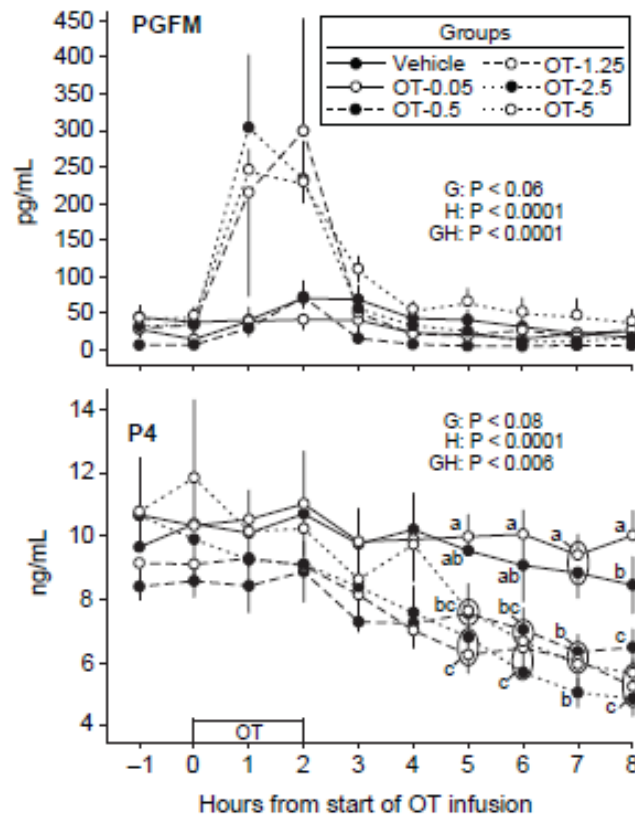 PGFM
Groups
Vehicle
OT-1.25
OT-0.05
OT-2.5
OT-0.5
OT-5
G: P < 0.06
H: P < 0.0001
GH: P < 0.0001
pg/mL
450
400
350
300
250
200
150
100
50
0
P4
G: P < 0.08
H: P < 0.0001
GH: P < 0.006
ng/mL
14
12
10
8
6
4
a
a
a
a
ab
ab
b
bc
bc
b
c
c
c
b
c
OT
–1 0 1 2 3 4 5 6 7 8
Hours from start of OT infusion